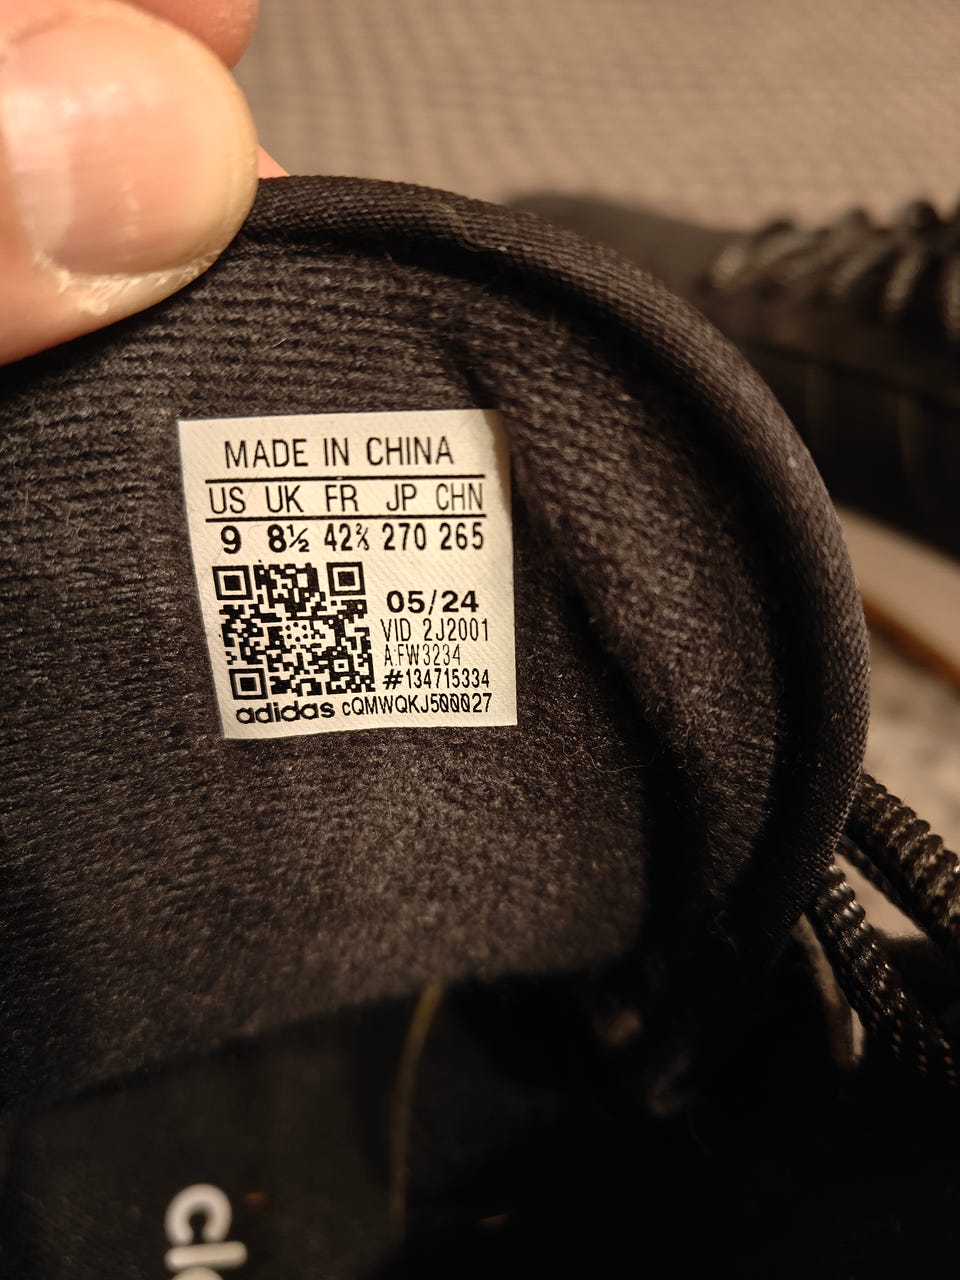 MADE IN CHINA
US UK FR JP CHN
9 8½ 42⅔ 270 265
05/24
VID 2J2001
A:FW3234
#134715334
adidas cQMWQKJ500027
clo